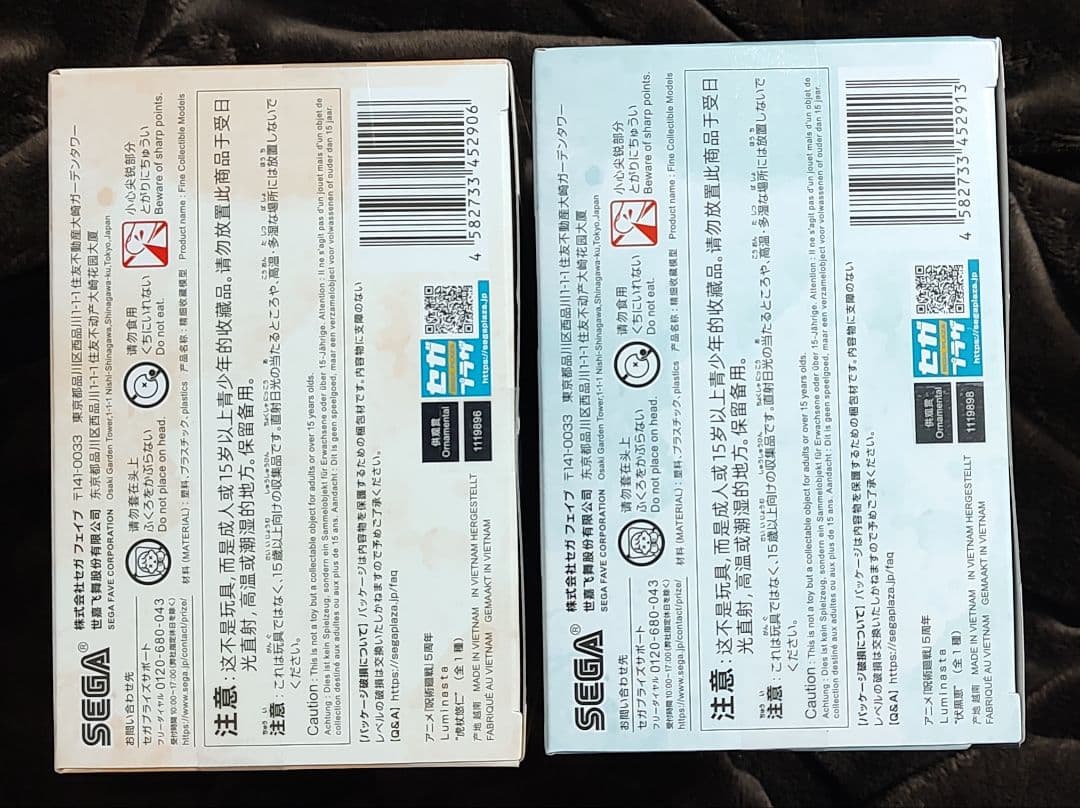 SEGA®
株式会社セガ フェイブ 〒141-0033 東京都品川区西品川1-1-1 住友不動産大崎ガーデンタワー
世嘉飞舞股份有限公司 东京都品川区西品川1-1-1 住友不动产大崎花园大厦
SEGA FAVE CORPORATION Osaki Garden Tower,1-1-1 Nishi-Shinagawa,Shinagawa-ku,Tokyo,Japan
お問い合わせ先
セガプライズサポート
フリーダイヤル 0120-680-043
受付時間 10:00~17:00(弊社指定休日を除く)
https://www.sega.jp/contact/prize/
请勿套在头上
ふくろをかぶらない
Do not place on head.
请勿食用
くちにいれない
Do not eat.
小心尖锐部分
とがりにちゅうい
Beware of sharp points.
材料 (MATERIAL) : 塑料、プラスチック、plastics 产品名称 : 精细收藏模型 Product name : Fine Collectible Models
注意 : 这不是玩具,而是成人或15岁以上青少年的收藏品。请勿放置此商品于受日
光直射,高温或潮湿的地方。保留备用。
注意 : これは玩具ではなく、15歳以上向けの収集品です。直射日光の当たるところや、高温・多湿な場所には放置しないで
ください。
Caution : This is not a toy but a collectable object for adults or over 15 years olds.
Achtung : Dies ist kein Spielzeug, sondern ein Sammelobjekt für Erwachsene oder über 15-Jährige. Attention : Il ne s'agit pas d'un jouet mais d'un objet de
collection destiné aux adultes ou aux plus de 15 ans. Aandacht : Dit is geen speelgoed, maar een verzamelobject voor volwassenen of ouder dan 15 jaar.
[パッケージ破損について] パッケージは内容物を保護するための梱包材です。内容物に支障のない
レベルの破損は交換いたしかねますので予めご了承ください。
[Q&A] https://segaplaza.jp/faq
アニメ『呪術廻戦』5周年
Luminasta
“虎杖悠仁” (全1種)
产地 越南 MADE IN VIETNAM IN VIETNAM HERGESTELLT
FABRIQUÉ AU VIETNAM GEMAAKT IN VIETNAM
供观赏
Ornamental
1119896
セガ
プラザ
https://segaplaza.jp
4 582733 452906
SEGA®
株式会社セガ フェイブ 〒141-0033 東京都品川区西品川1-1-1 住友不動産大崎ガーデンタワー
世嘉飞舞股份有限公司 东京都品川区西品川1-1-1 住友不动产大崎花园大厦
SEGA FAVE CORPORATION Osaki Garden Tower,1-1-1 Nishi-Shinagawa,Shinagawa-ku,Tokyo,Japan
お問い合わせ先
セガプライズサポート
フリーダイヤル 0120-680-043
受付時間 10:00~17:00(弊社指定休日を除く)
https://www.sega.jp/contact/prize/
请勿套在头上
ふくろをかぶらない
Do not place on head.
请勿食用
くちにいれない
Do not eat.
小心尖锐部分
とがりにちゅうい
Beware of sharp points.
材料 (MATERIAL) : 塑料、プラスチック、plastics 产品名称 : 精细收藏模型 Product name : Fine Collectible Models
注意 : 这不是玩具,而是成人或15岁以上青少年的收藏品。请勿放置此商品于受日
光直射,高温或潮湿的地方。保留备用。
注意 : これは玩具ではなく、15歳以上向けの収集品です。直射日光の当たるところや、高温・多湿な場所には放置しないで
ください。
Caution : This is not a toy but a collectable object for adults or over 15 years olds.
Achtung : Dies ist kein Spielzeug, sondern ein Sammelobjekt für Erwachsene oder über 15-Jährige. Attention : Il ne s'agit pas d'un jouet mais d'un objet de
collection destiné aux adultes ou aux plus de 15 ans. Aandacht : Dit is geen speelgoed, maar een verzamelobject voor volwassenen of ouder dan 15 jaar.
[パッケージ破損について] パッケージは内容物を保護するための梱包材です。内容物に支障のない
レベルの破損は交換いたしかねますので予めご了承ください。
[Q&A] https://segaplaza.jp/faq
アニメ『呪術廻戦』5周年
Luminasta
“伏黒恵” (全1種)
产地 越南 MADE IN VIETNAM IN VIETNAM HERGESTELLT
FABRIQUÉ AU VIETNAM GEMAAKT IN VIETNAM
供观赏
Ornamental
1119898
セガ
プラザ
https://segaplaza.jp
4 582733 452913